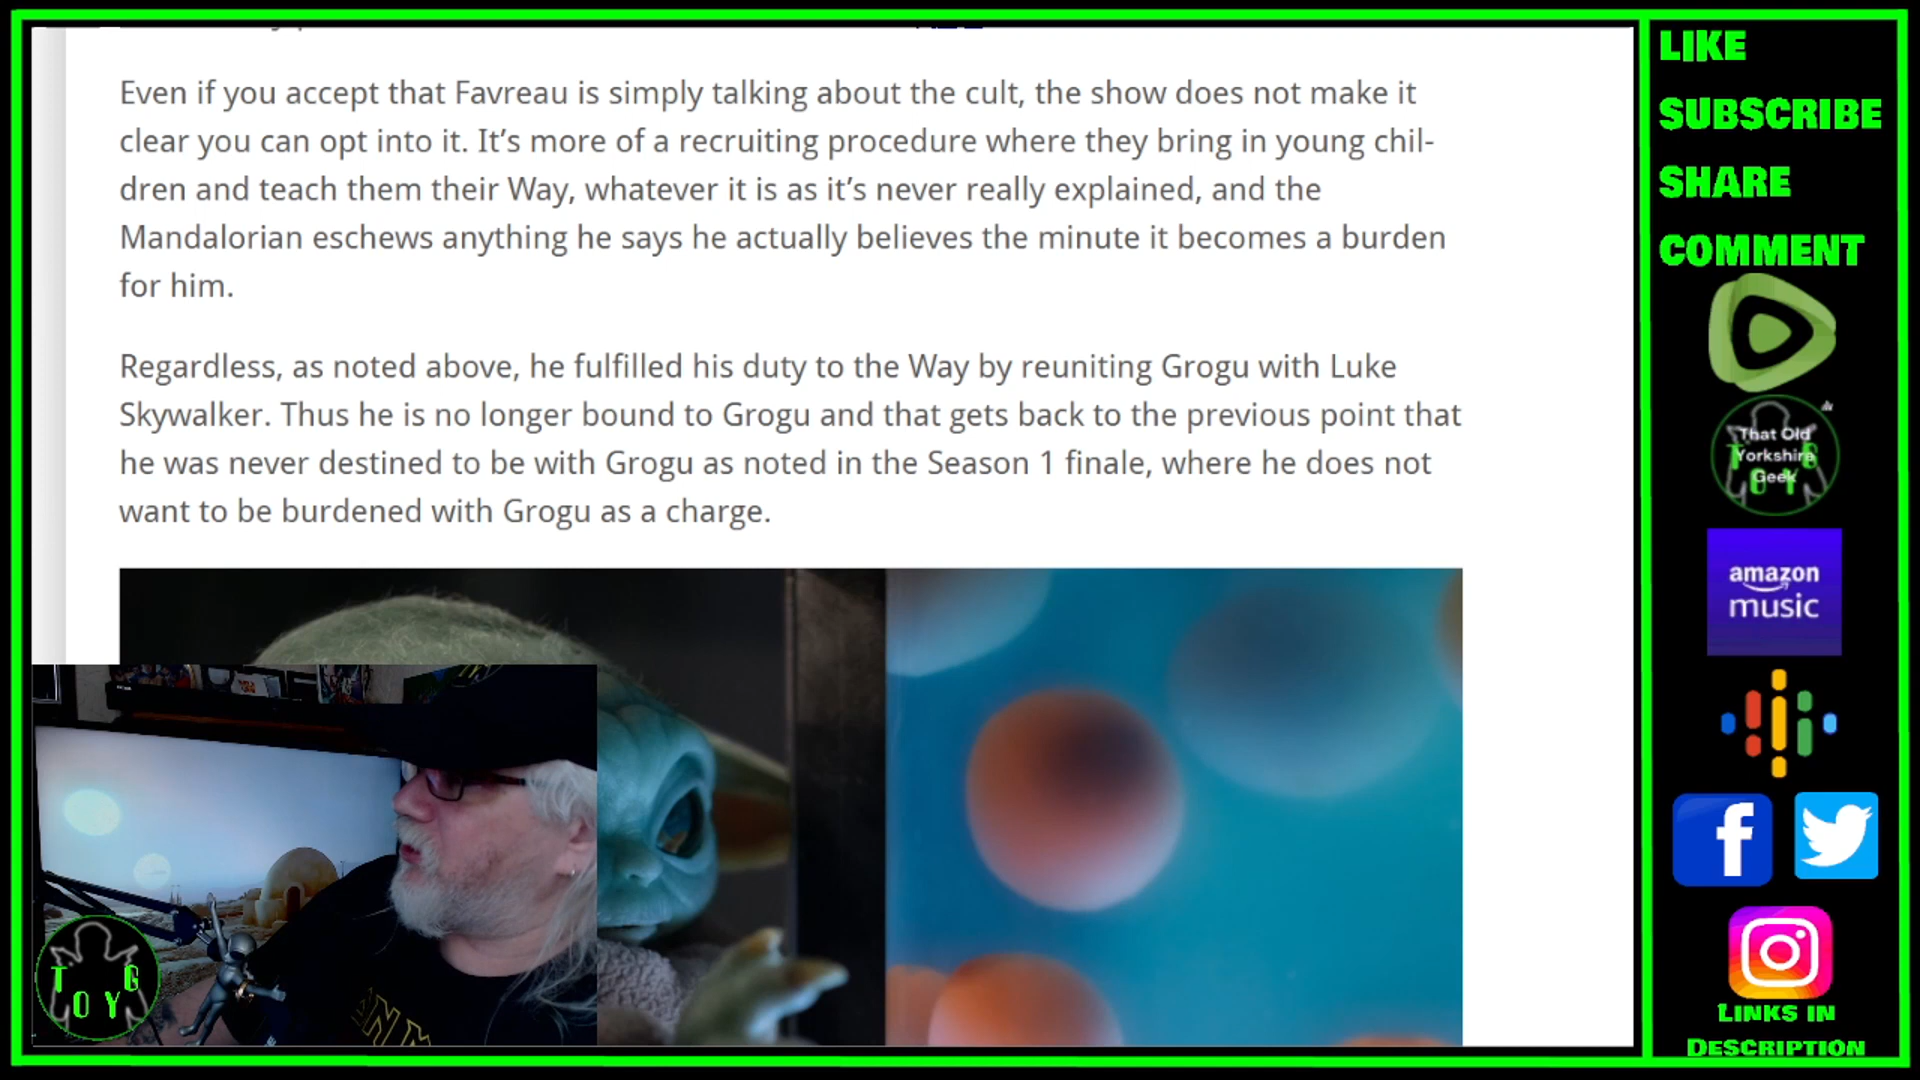 Even if you accept that Favreau is simply talking about the cult, the show does not make it
clear you can opt into it. It's more of a recruiting procedure where they bring in young chil-
dren and teach them their Way, whatever it is as it's never really explained, and the
Mandalorian eschews anything he says he actually believes the minute it becomes a burden
for him.
Regardless, as noted above, he fulfilled his duty to the Way by reuniting Grogu with Luke
Skywalker. Thus he is no longer bound to Grogu and that gets back to the previous point that
he was never destined to be with Grogu as noted in the Season 1 finale, where he does not
want to be burdened with Grogu as a charge.
LIKE
SUBSCRIBE
SHARE
COMMENT
That Old
Yorkshire
Geek
amazon
music
LINKS IN
DESCRIPTION
T G
O Y